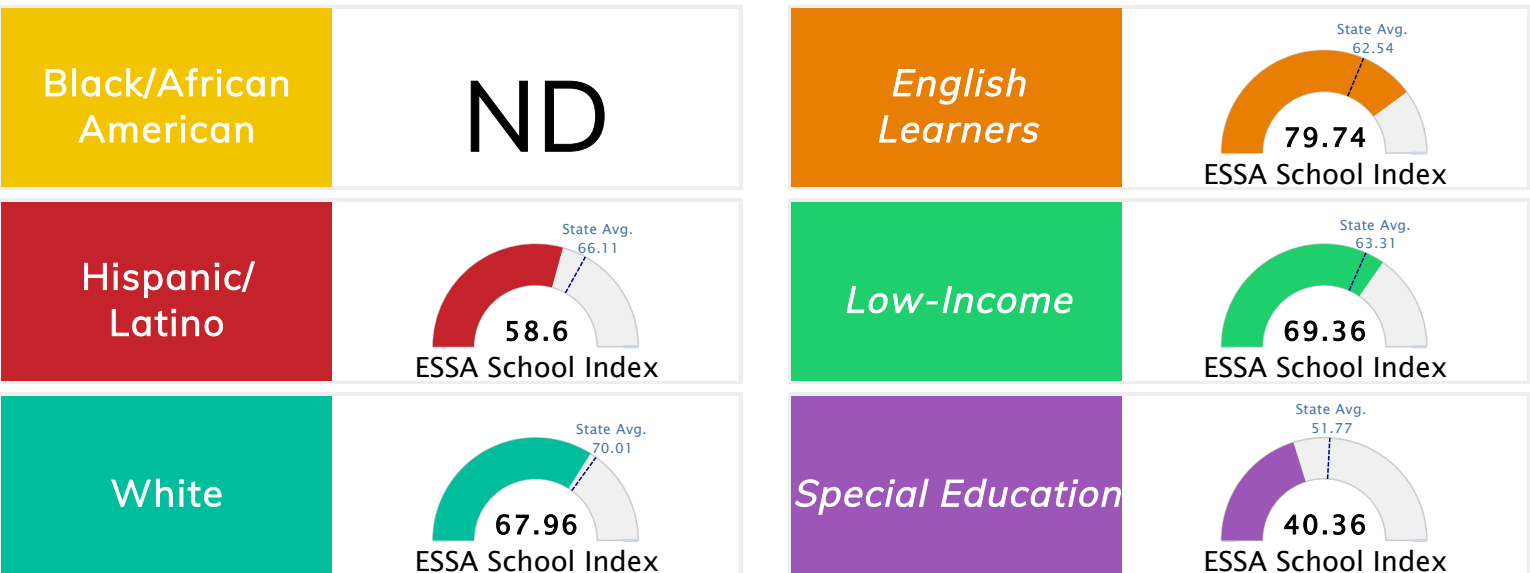 Black/African
American
ND
English
Learners
State Avg.
62.54
79.74
ESSA School Index
Hispanic/
Latino
State Avg.
66.11
58.6
ESSA School Index
Low-Income
State Avg.
63.31
69.36
ESSA School Index
White
State Avg.
70.01
67.96
ESSA School Index
Special Education
State Avg.
51.77
40.36
ESSA School Index